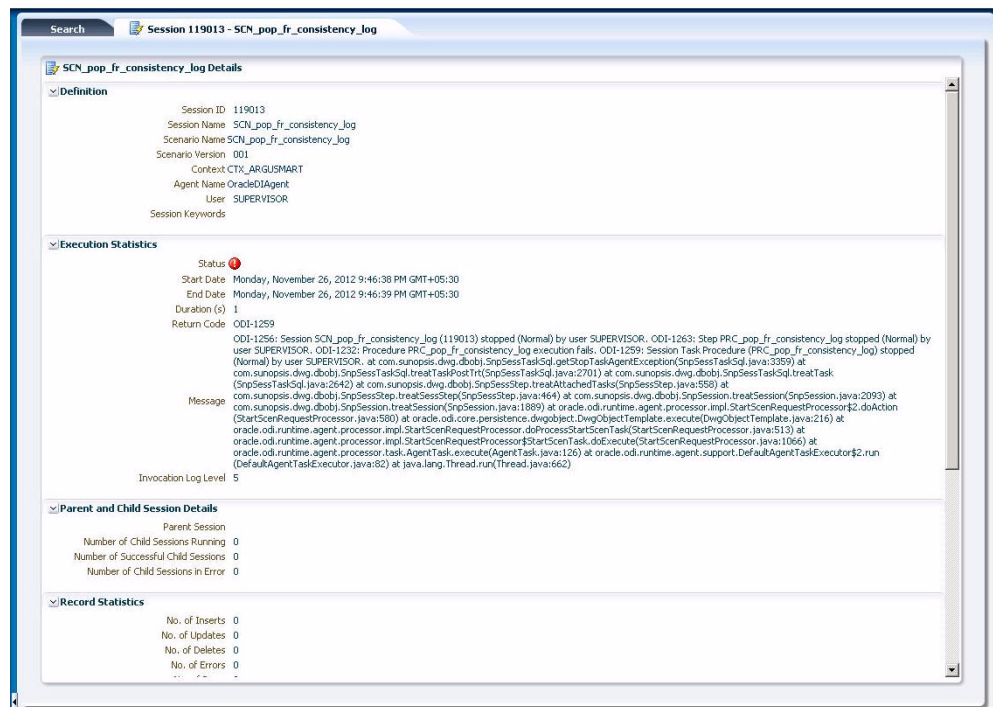 Search
Session 119013 - SCN_pop_fr_consistency_log
SCN_pop_fr_consistency_log Details
Definition
Session ID 119013
Session Name SCN_pop_fr_consistency_log
Scenario Name SCN_pop_fr_consistency_log
Scenario Version 001
Context CTX_ARGUSMART
Agent Name OracleDIAgent
User SUPERVISOR
Session Keywords
Execution Statistics
Status
Start Date Monday, November 26, 2012 9:46:38 PM GMT+05:30
End Date Monday, November 26, 2012 9:46:39 PM GMT+05:30
Duration (s) 1
Return Code ODI-1259
Message
ODI-1256: Session SCN_pop_fr_consistency_log (119013) stopped (Normal) by user SUPERVISOR. ODI-1263: Step PRC_pop_fr_consistency_log stopped (Normal) by
user SUPERVISOR. ODI-1232: Procedure PRC_pop_fr_consistency_log execution fails. ODI-1259: Session Task Procedure (PRC_pop_fr_consistency_log) stopped
(Normal) by user SUPERVISOR. at com.sunopsis.dwg.dbobj.SnpSessTaskSql.getStopTaskAgentException(SnpSessTaskSql.java:3359) at
com.sunopsis.dwg.dbobj.SnpSessTaskSql.treatTaskPostTrt(SnpSessTaskSql.java:2701) at com.sunopsis.dwg.dbobj.SnpSessTaskSql.treatTask
(SnpSessTaskSql.java:2642) at com.sunopsis.dwg.dbobj.SnpSessStep.treatAttachedTasks(SnpSessStep.java:558) at
com.sunopsis.dwg.dbobj.SnpSessStep.treatSessStep(SnpSessStep.java:464) at com.sunopsis.dwg.dbobj.SnpSession.treatSession(SnpSession.java:2093) at
com.sunopsis.dwg.dbobj.SnpSession.treatSession(SnpSession.java:1889) at oracle.odi.runtime.agent.processor.impl.StartScenRequestProcessor$2.doAction
(StartScenRequestProcessor.java:580) at oracle.odi.core.persistence.dwgobject.DwgObjectTemplate.execute(DwgObjectTemplate.java:216) at
oracle.odi.runtime.agent.processor.impl.StartScenRequestProcessor.doProcessStartScenTask(StartScenRequestProcessor.java:513) at
oracle.odi.runtime.agent.processor.impl.StartScenRequestProcessor$StartScenTask.doExecute(StartScenRequestProcessor.java:1066) at
oracle.odi.runtime.agent.processor.task.AgentTask.execute(AgentTask.java:126) at oracle.odi.runtime.agent.support.DefaultAgentTaskExecutor$2.run
(DefaultAgentTaskExecutor.java:82) at java.lang.Thread.run(Thread.java:662)
Invocation Log Level 5
Parent and Child Session Details
Parent Session
Number of Child Sessions Running 0
Number of Successful Child Sessions 0
Number of Child Sessions in Error 0
Record Statistics
No. of Inserts 0
No. of Updates 0
No. of Deletes 0
No. of Errors 0